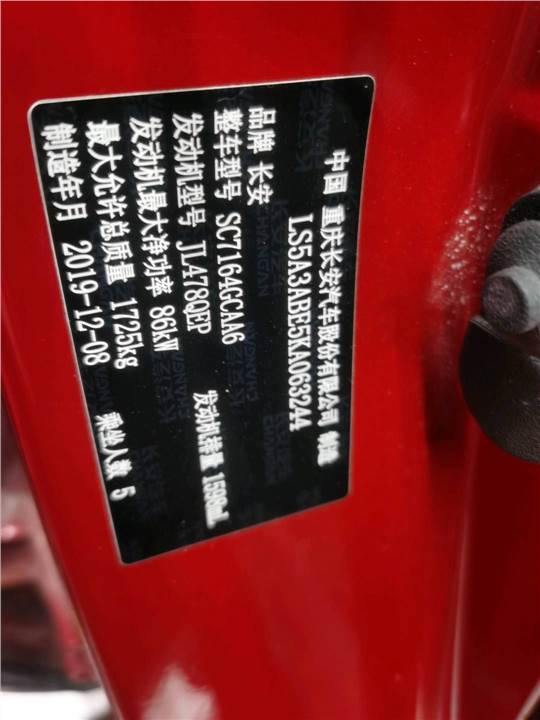 中国 重庆长安汽车股份有限公司 制造
LS5A3ABE5KA063244
品牌 长安
整车型号 SC7164GCAA6
发动机型号 JL478QEP 发动机排量 1598mL
发动机最大净功率 86kW
最大允许总质量 1725kg
制造年月 2019-12-08 乘坐人数 5